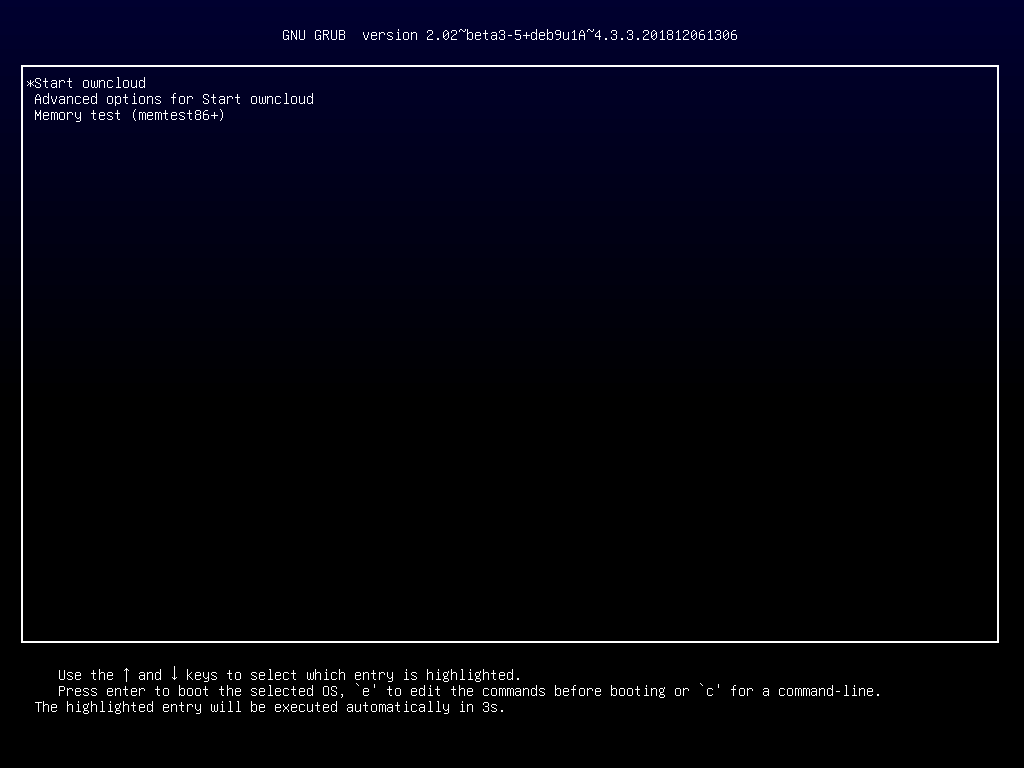 GNU GRUB  version 2.02~beta3-5+deb9u1A~4.3.3.201812061306
*Start owncloud
Advanced options for Start owncloud
Memory test (memtest86+)
Use the ↑ and ↓ keys to select which entry is highlighted.
Press enter to boot the selected OS, `e' to edit the commands before booting or `c' for a command-line.
The highlighted entry will be executed automatically in 3s.